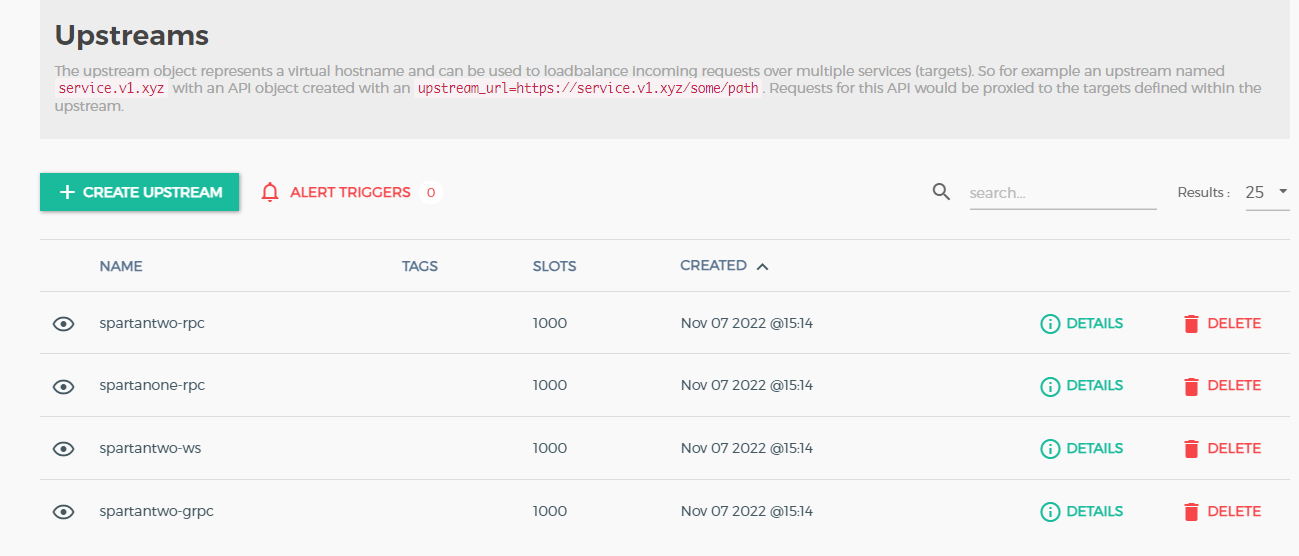 Upstreams
The upstream object represents a virtual hostname and can be used to loadbalance incoming requests over multiple services (targets). So for example an upstream named
service.v1.xyz with an API object created with an upstream_url=https://service.v1.xyz/some/path. Requests for this API would be proxied to the targets defined within the
upstream.
CREATE UPSTREAM ALERT TRIGGERS 0 search... Results : 25
NAME TAGS SLOTS CREATED
spartantwo-rpc 1000 Nov 07 2022 @15:14 DETAILS DELETE
spartanone-rpc 1000 Nov 07 2022 @15:14 DETAILS DELETE
spartantwo-ws 1000 Nov 07 2022 @15:14 DETAILS DELETE
spartantwo-grpc 1000 Nov 07 2022 @15:14 DETAILS DELETE